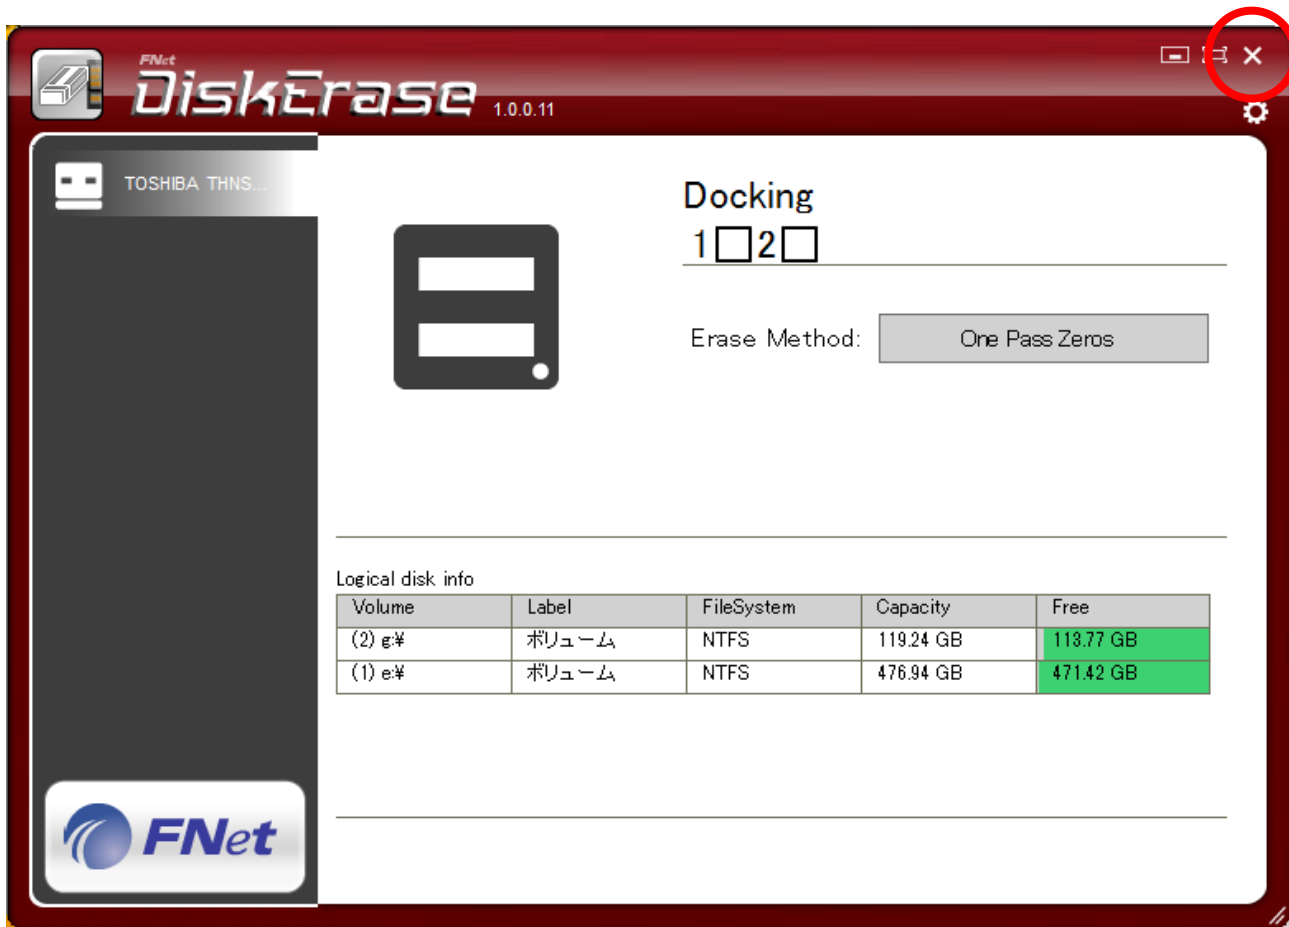 FNet
DiskErase 1.0.0.11
TOSHIBA THNS...
Docking
1 2
Erase Method: One Pass Zeros
Logical disk info
Volume Label FileSystem Capacity Free
(2) g:¥ ボリューム NTFS 119.24 GB 113.77 GB
(1) e:¥ ボリューム NTFS 476.94 GB 471.42 GB
FNet